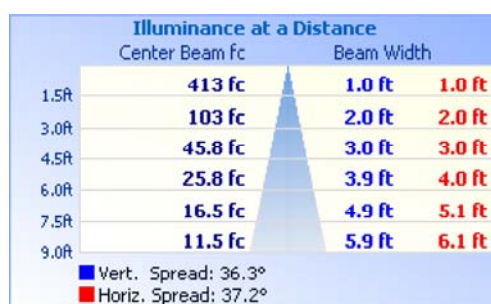 Illuminance at a Distance
Center Beam fc Beam Width
1.5ft 413 fc 1.0 ft 1.0 ft
3.0ft 103 fc 2.0 ft 2.0 ft
4.5ft 45.8 fc 3.0 ft 3.0 ft
6.0ft 25.8 fc 3.9 ft 4.0 ft
7.5ft 16.5 fc 4.9 ft 5.1 ft
9.0ft 11.5 fc 5.9 ft 6.1 ft
Vert. Spread: 36.3°
Horiz. Spread: 37.2°